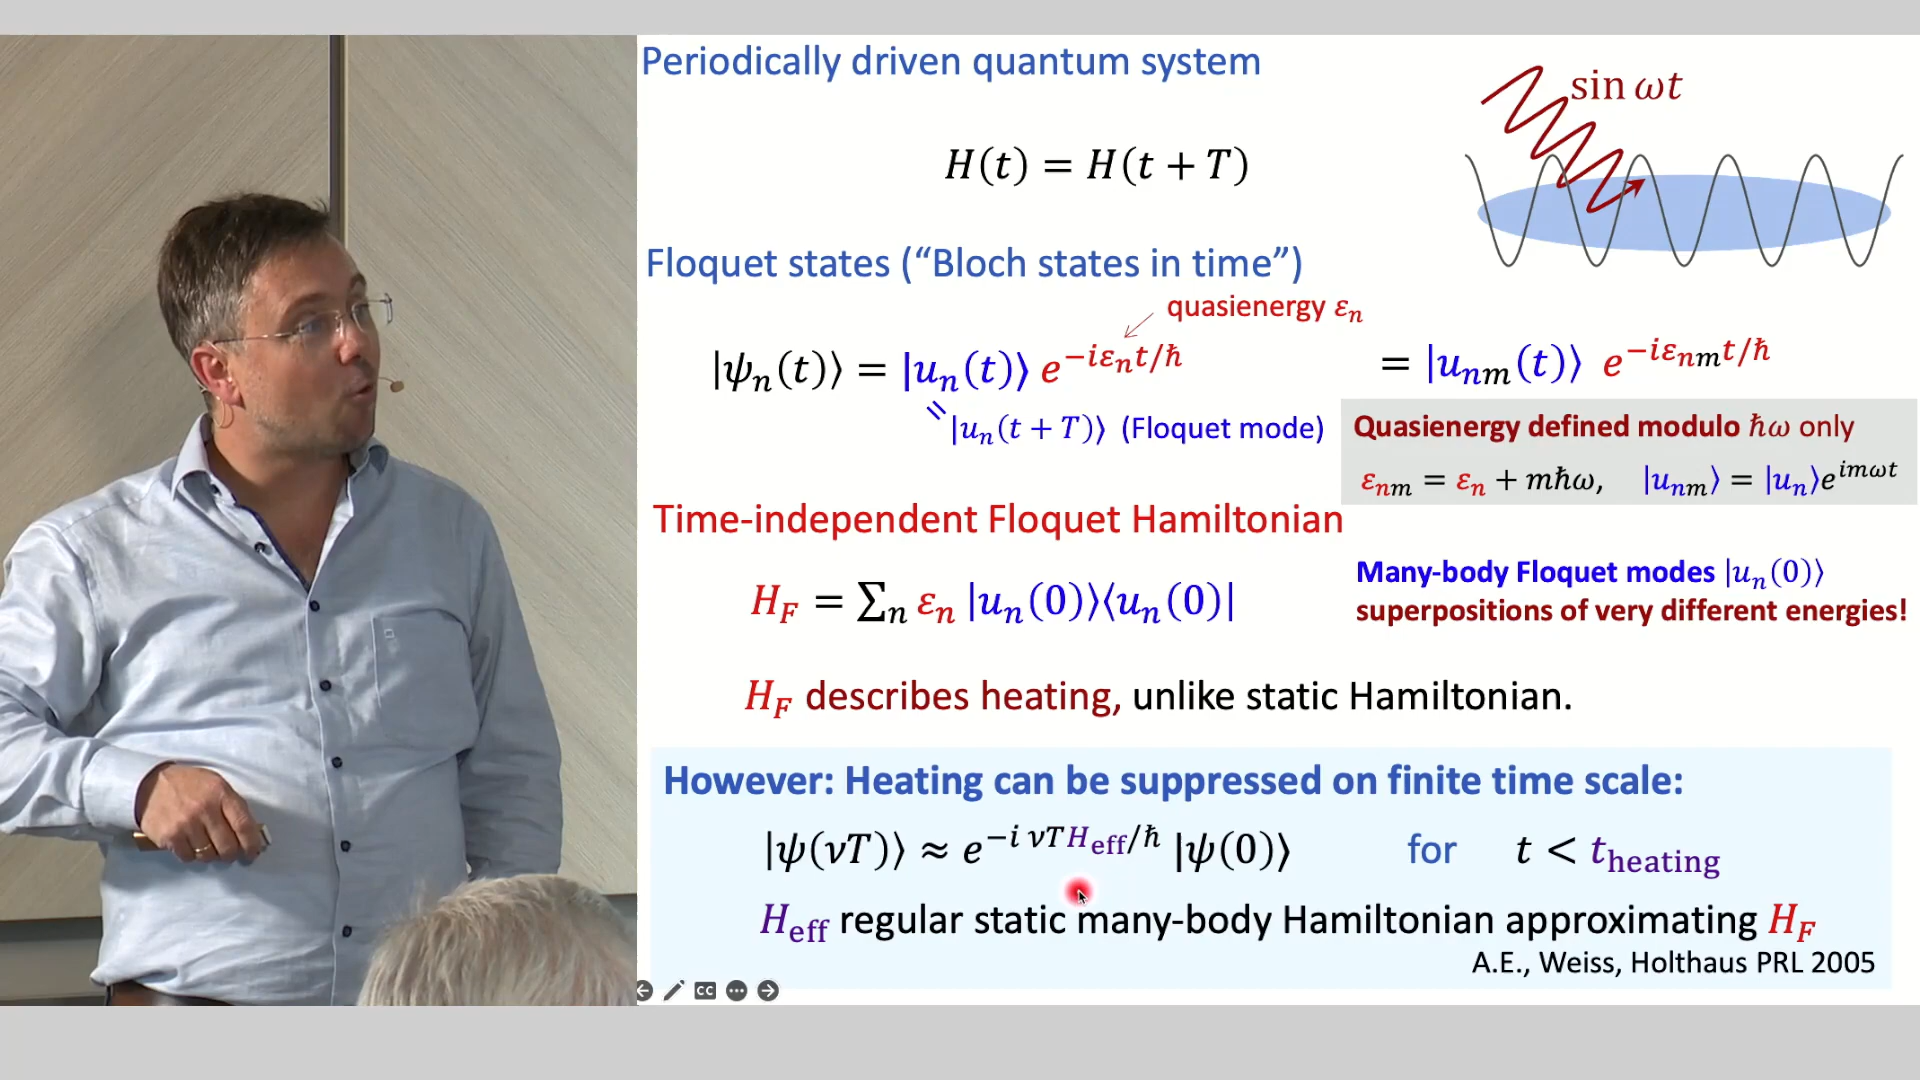 Periodically driven quantum system
sin ωt
H(t) = H(t + T)
Floquet states (“Bloch states in time”)
quasienergy εₙ
|ψₙ(t)⟩ = |uₙ(t)⟩ e^{−iεₙt/ħ} = |uₙₘ(t)⟩ e^{−iεₙₘt/ħ}
|uₙ(t + T)⟩ (Floquet mode)
Quasienergy defined modulo ħω only
εₙₘ = εₙ + mħω, |uₙₘ⟩ = |uₙ⟩e^{imωt}
Time-independent Floquet Hamiltonian
H_F = ∑ₙ εₙ |uₙ(0)⟩⟨uₙ(0)|
Many-body Floquet modes |uₙ(0)⟩
superpositions of very different energies!
H_F describes heating, unlike static Hamiltonian.
However: Heating can be suppressed on finite time scale:
|ψ(νT)⟩ ≈ e^{−i νTH_eff/ħ} |ψ(0)⟩ for t < t_heating
H_eff regular static many-body Hamiltonian approximating H_F
A.E., Weiss, Holthaus PRL 2005
CC